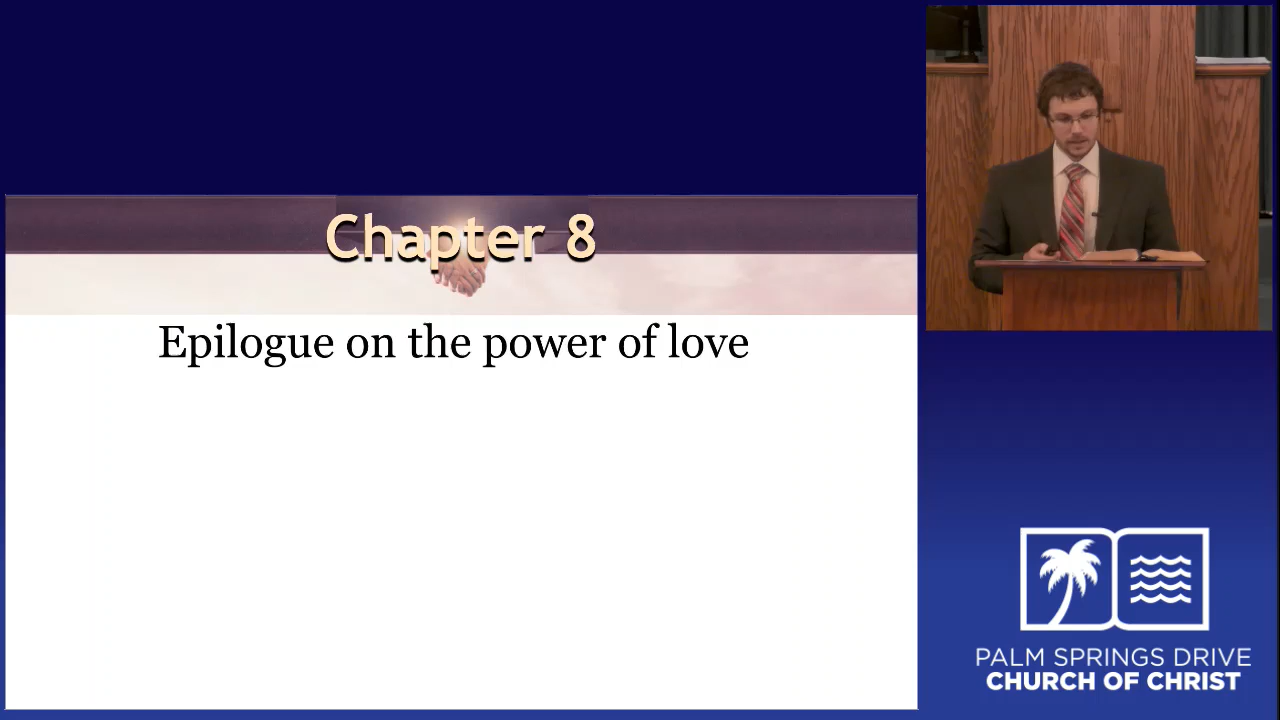 Chapter 8
Epilogue on the power of love
PALM SPRINGS DRIVE
CHURCH OF CHRIST